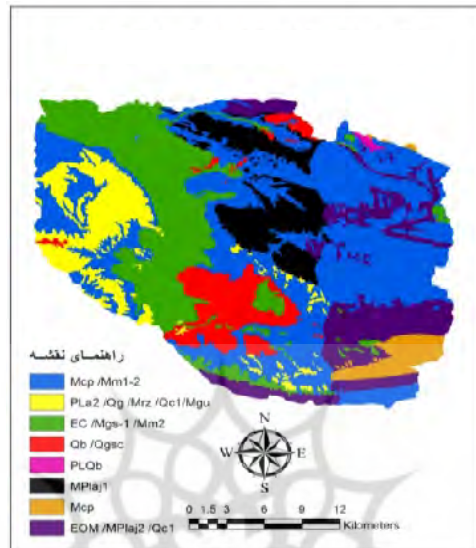 راهنمای نقشه
Mcp /Mm1-2
PLa2 /Qg /Mrz /Qc1/Mgu
EC /Mgs-1 /Mm2
Qb /Qgsc
PLQb
MPlaj1
Mcp
EOM /MPlaj2 /Qc1
N
W E
S
0 1.5 3 6 9 12
Kilometers